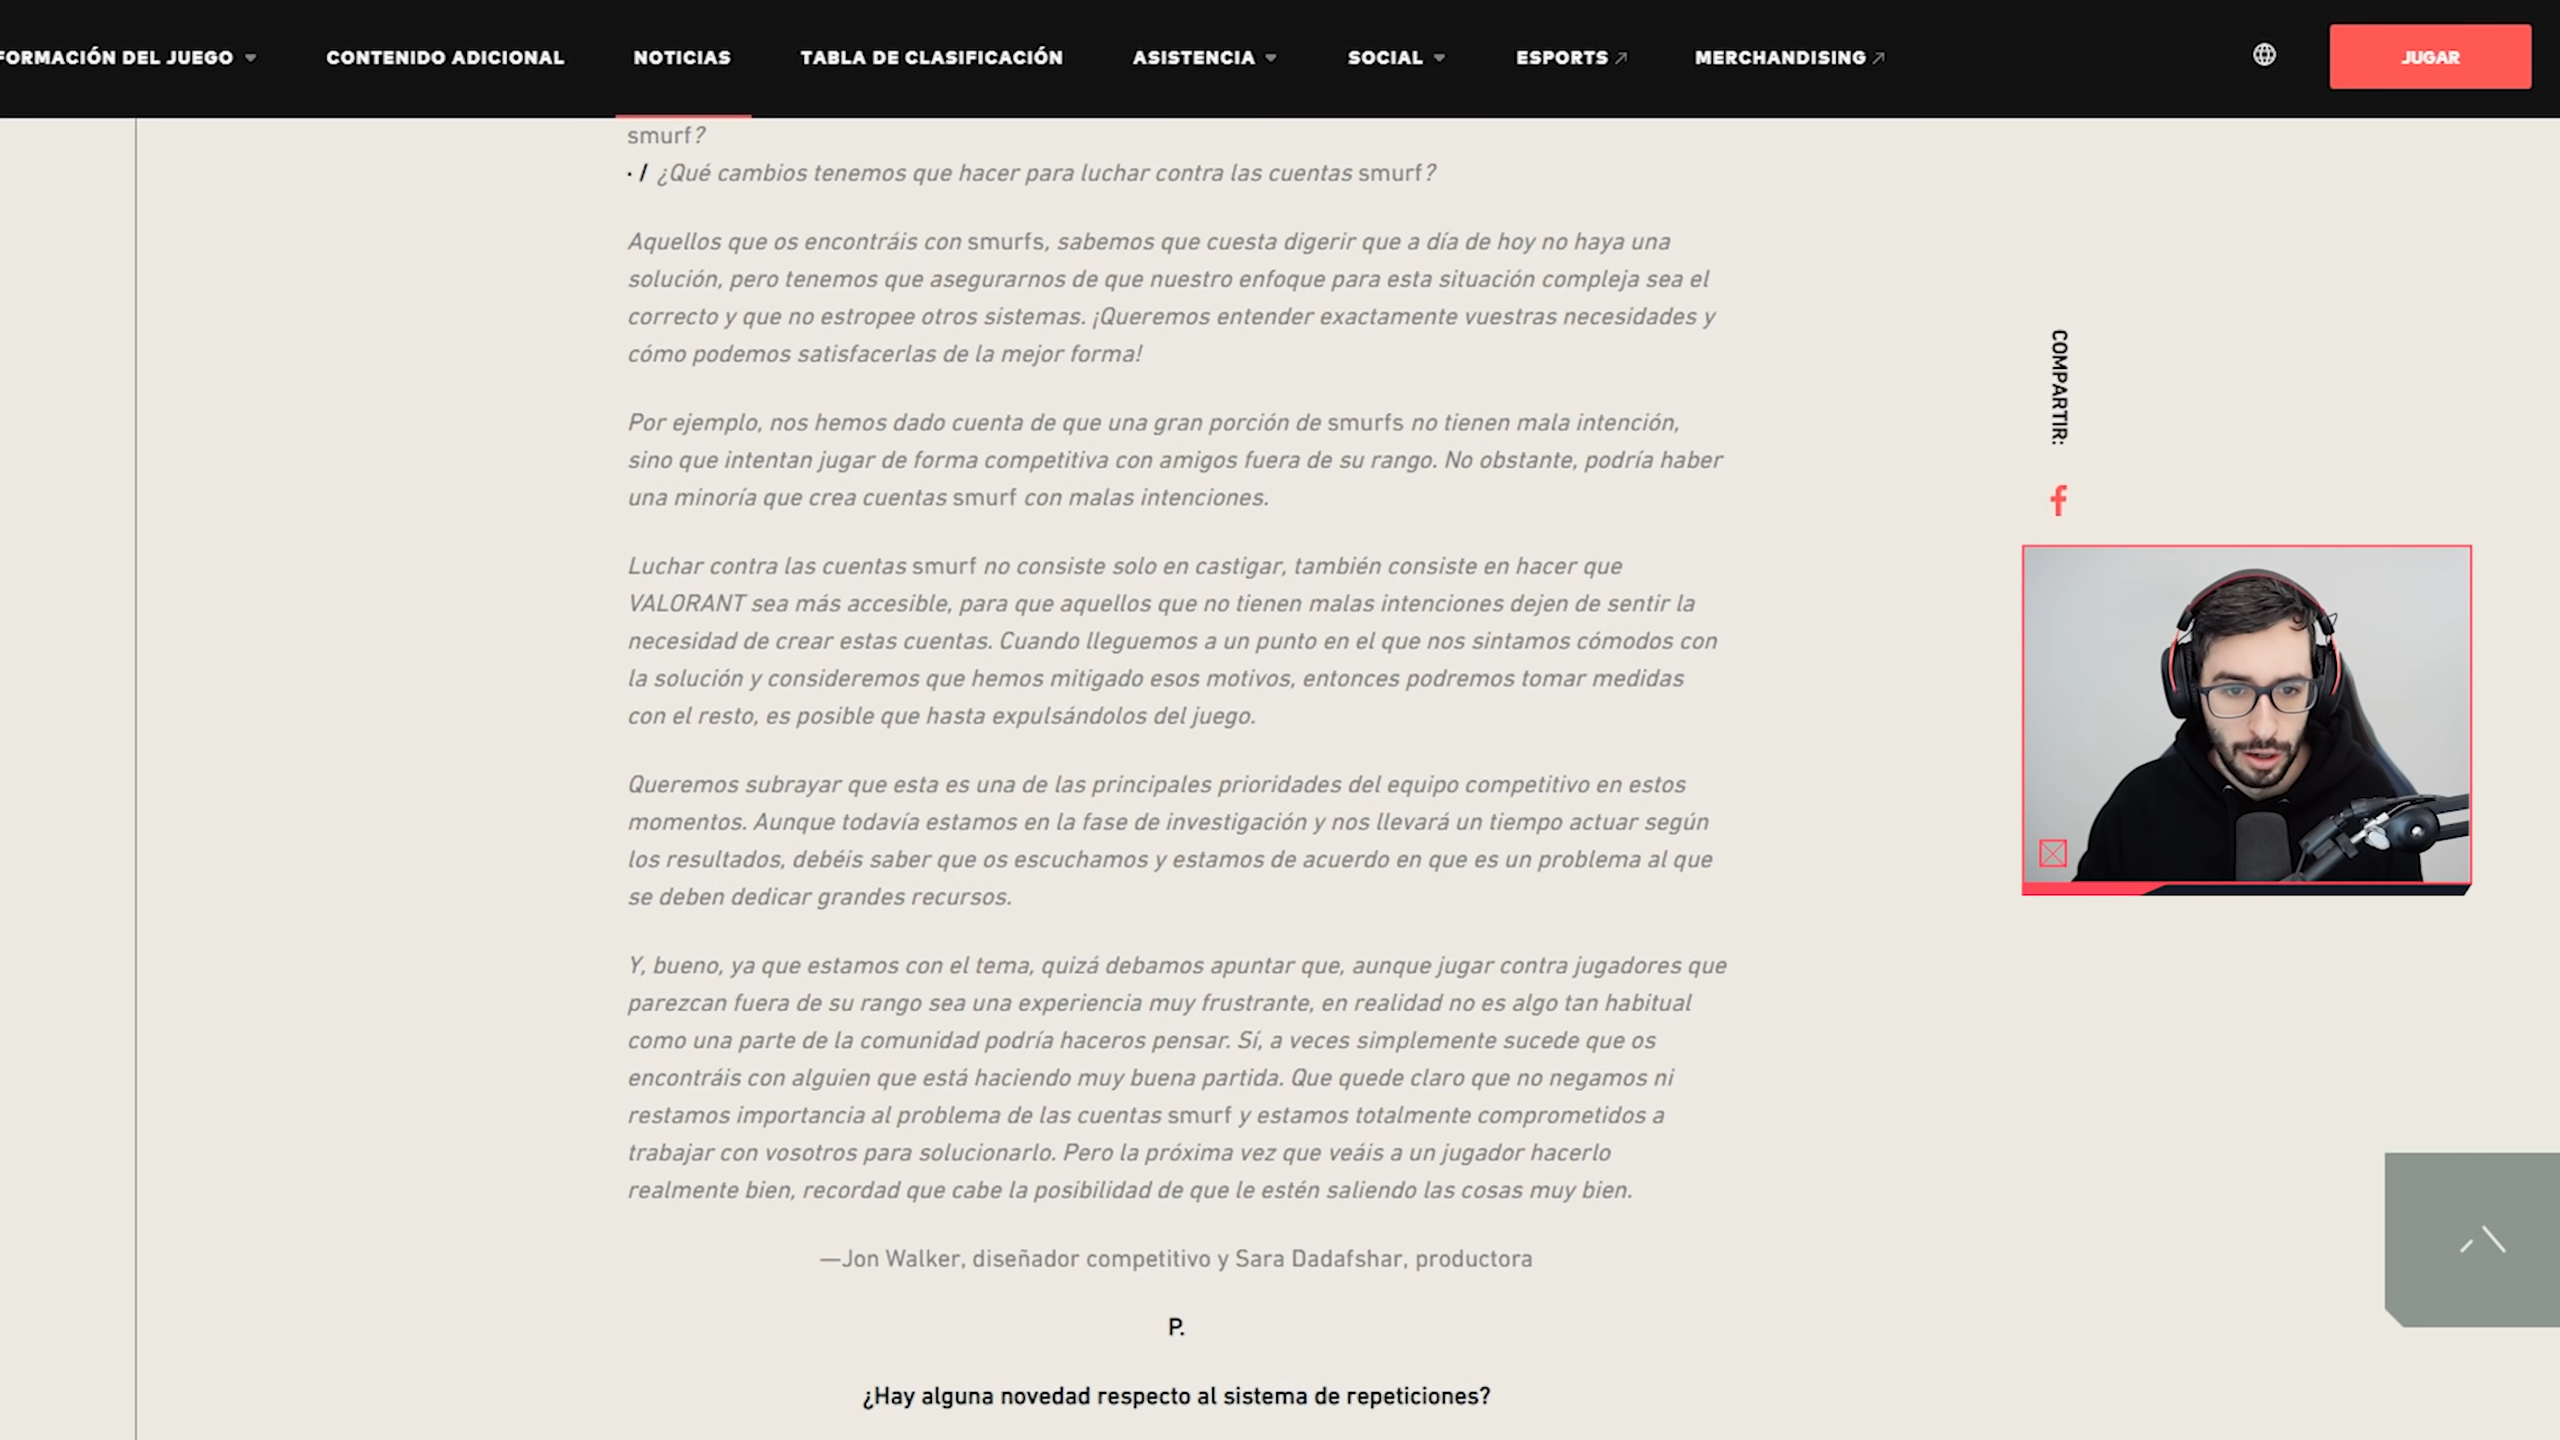 FORMACIÓN DEL JUEGO
CONTENIDO ADICIONAL
NOTICIAS
TABLA DE CLASIFICACIÓN
ASISTENCIA
SOCIAL
ESPORTS
MERCHANDISING
JUGAR
smurf?
· / ¿Qué cambios tenemos que hacer para luchar contra las cuentas smurf?
Aquellos que os encontráis con smurfs, sabemos que cuesta digerir que a día de hoy no haya una
solución, pero tenemos que asegurarnos de que nuestro enfoque para esta situación compleja sea el
correcto y que no estropee otros sistemas. ¡Queremos entender exactamente vuestras necesidades y
cómo podemos satisfacerlas de la mejor forma!
Por ejemplo, nos hemos dado cuenta de que una gran porción de smurfs no tienen mala intención,
sino que intentan jugar de forma competitiva con amigos fuera de su rango. No obstante, podría haber
una minoría que crea cuentas smurf con malas intenciones.
Luchar contra las cuentas smurf no consiste solo en castigar, también consiste en hacer que
VALORANT sea más accesible, para que aquellos que no tienen malas intenciones dejen de sentir la
necesidad de crear estas cuentas. Cuando lleguemos a un punto en el que nos sintamos cómodos con
la solución y consideremos que hemos mitigado esos motivos, entonces podremos tomar medidas
con el resto, es posible que hasta expulsándolos del juego.
Queremos subrayar que esta es una de las principales prioridades del equipo competitivo en estos
momentos. Aunque todavía estamos en la fase de investigación y nos llevará un tiempo actuar según
los resultados, debéis saber que os escuchamos y estamos de acuerdo en que es un problema al que
se deben dedicar grandes recursos.
Y, bueno, ya que estamos con el tema, quizá debamos apuntar que, aunque jugar contra jugadores que
parezcan fuera de su rango sea una experiencia muy frustrante, en realidad no es algo tan habitual
como una parte de la comunidad podría haceros pensar. Sí, a veces simplemente sucede que os
encontráis con alguien que está haciendo muy buena partida. Que quede claro que no negamos ni
restamos importancia al problema de las cuentas smurf y estamos totalmente comprometidos a
trabajar con vosotros para solucionarlo. Pero la próxima vez que veáis a un jugador hacerlo
realmente bien, recordad que cabe la posibilidad de que le estén saliendo las cosas muy bien.
—Jon Walker, diseñador competitivo y Sara Dadafshar, productora
P.
¿Hay alguna novedad respecto al sistema de repeticiones?
COMPARTIR: